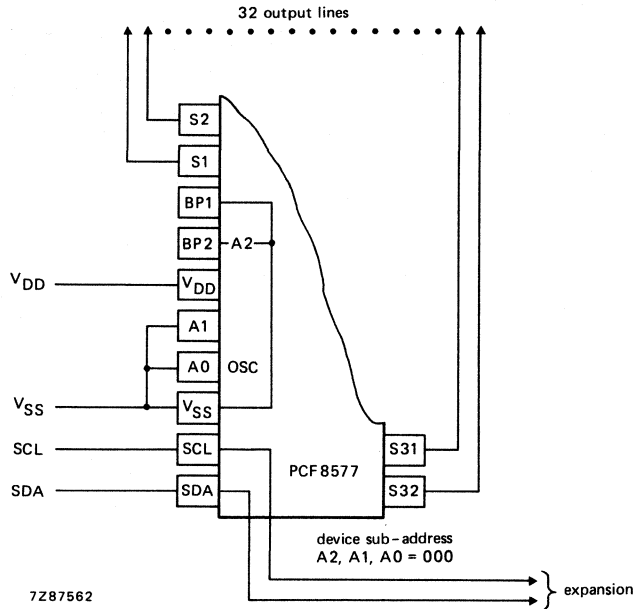 32 output lines
S2
S1
BP1
BP2 A2
VDD VDD
A1
A0 OSC
VSS VSS
SCL SCL S31
PCF8577
SDA SDA S32
device sub-address
A2, A1, A0 = 000
expansion
7Z87562